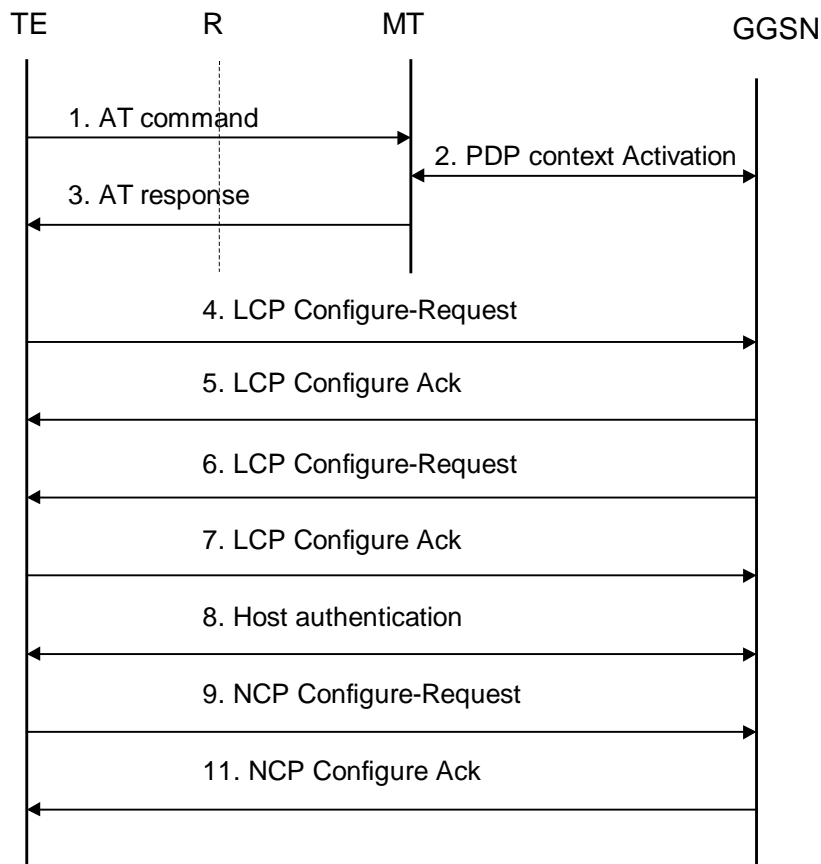 TE R MT GGSN
1. AT command
2. PDP context Activation
3. AT response
4. LCP Configure-Request
5. LCP Configure Ack
6. LCP Configure-Request
7. LCP Configure Ack
8. Host authentication
9. NCP Configure-Request
11. NCP Configure Ack